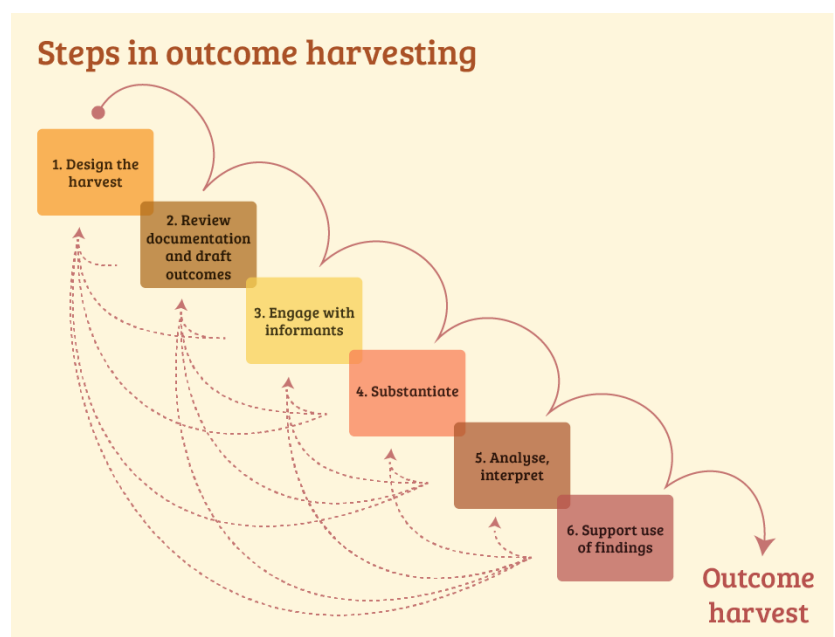 Steps in outcome harvesting
1. Design the
harvest
2. Review
documentation
and draft
outcomes
3. Engage with
informants
4. Substantiate
5. Analyse,
interpret
6. Support use
of findings
Outcome
harvest